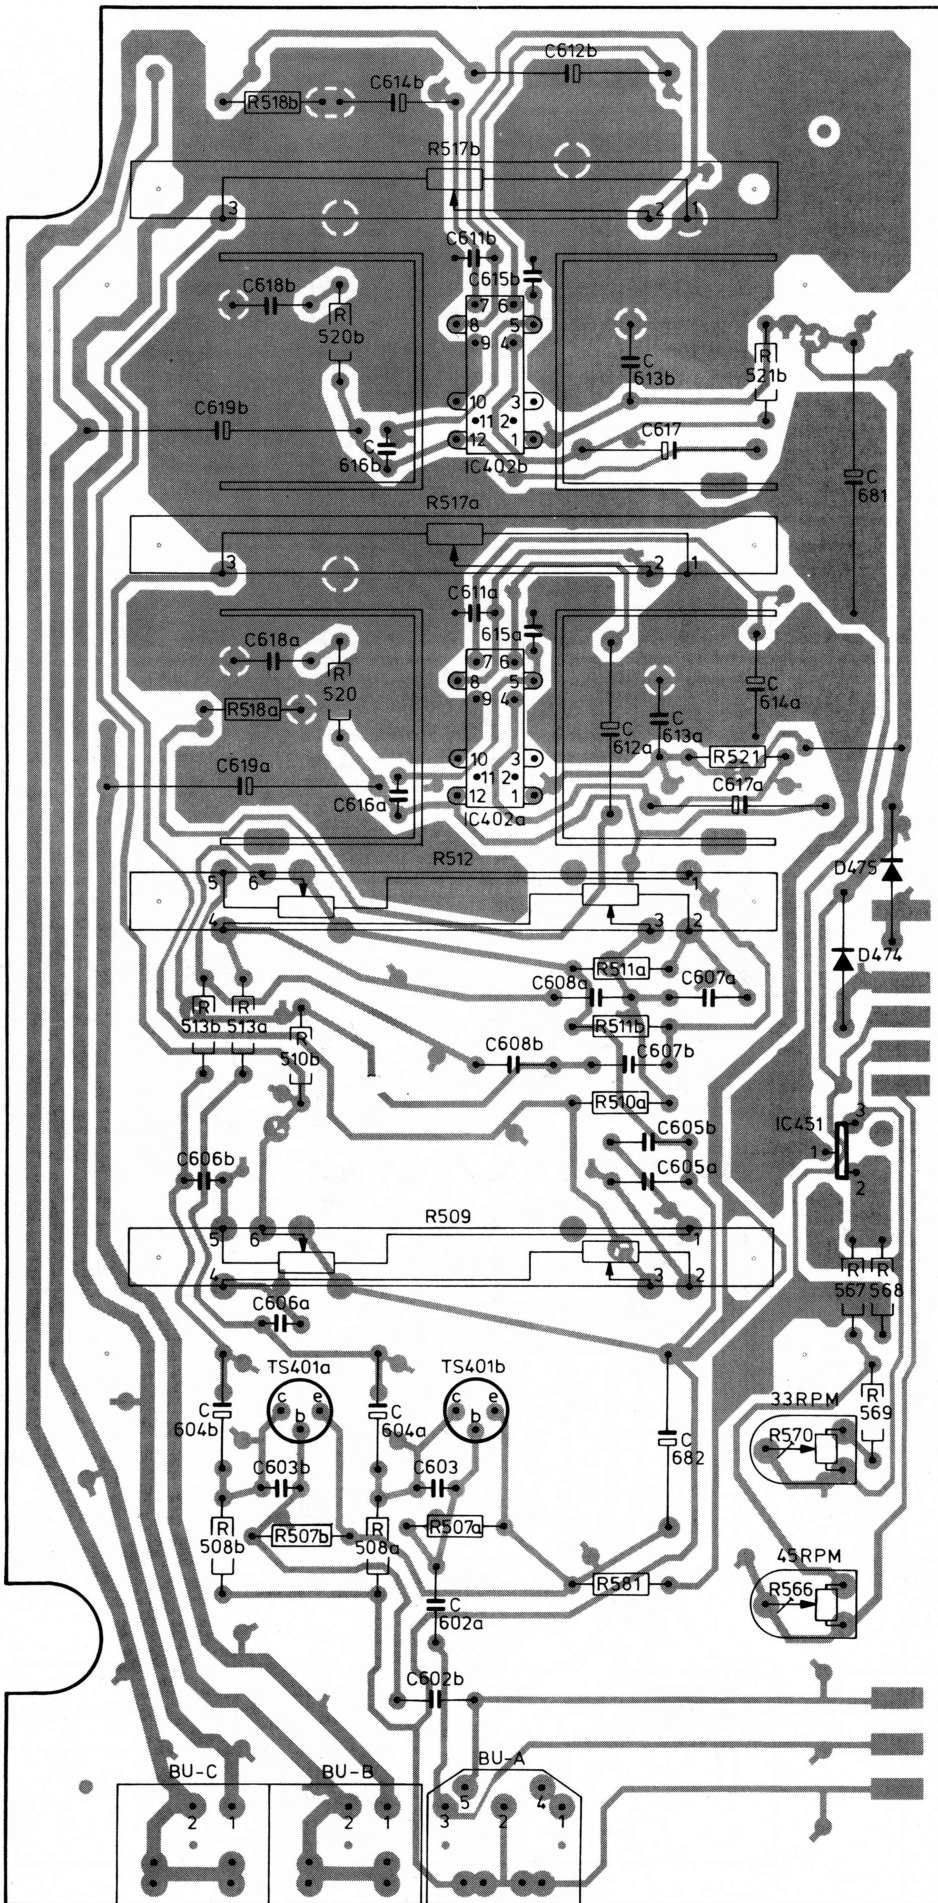 C612b
C614b
R518b
R517b
3
2
1
C611b
C615b
C618b
7 6
R
520b
8 5
9 4
C
613b
R
521b
C619b
10 3
11 2
C
616b
12 1
C617
IC402b
C
681
R517a
3
2
1
C611a
C
615a
C618a
7 6
R
520
8 5
9 4
C
614a
R518a
C
612a
C
613a
10 3
R521
C619a
11 2
C617a
C616a
12 1
IC402a
R512
5 6
1
D475
4
3 2
D474
R511a
C608a
C607a
R
513b
R
513a
R511b
R
510b
C608b
C607b
R510a
3
IC451
C605b
1
C606b
C605a
2
R509
5 6
1
4
3 2
R
567
R
568
C606a
TS401a
TS401b
c e
b
c e
b
33RPM
R
569
C
604b
C
604a
R570
C
682
C603b
C603
R507b
R507a
R
508b
R
508a
45RPM
R581
R566
C
602a
C602b
BU-C
BU-B
BU-A
5 4
2 1
2 1
3 2 1